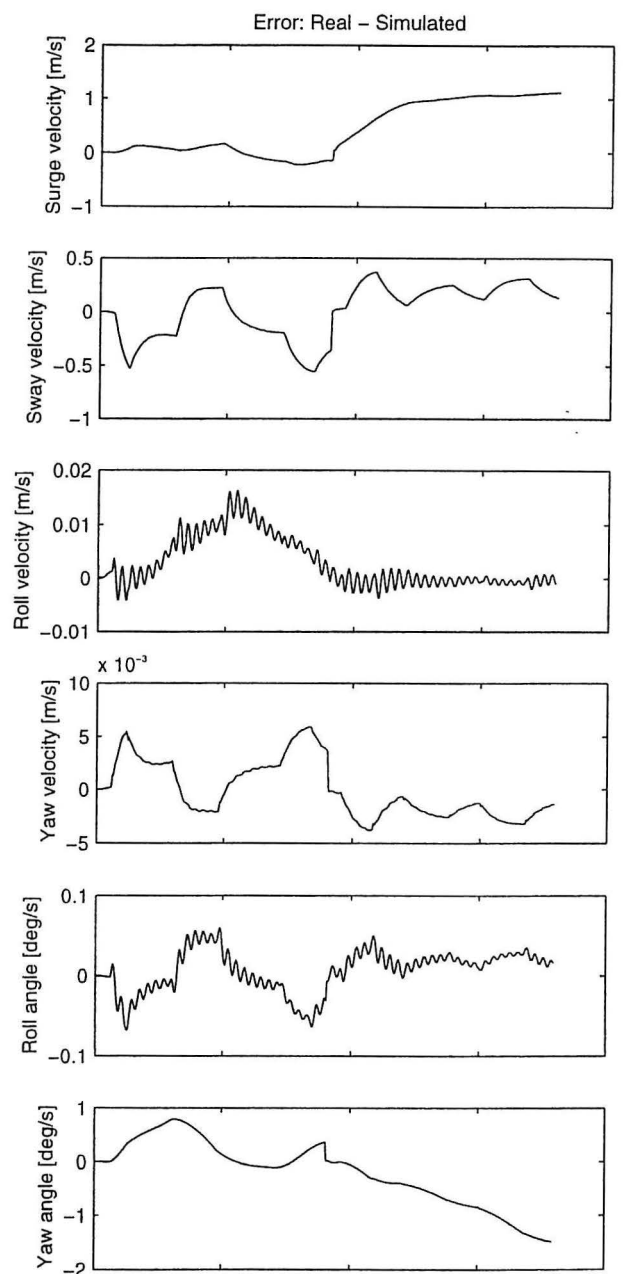 Error: Real – Simulated
Surge velocity [m/s]
2
1
0
−1
Sway velocity [m/s]
0.5
0
−0.5
−1
Roll velocity [m/s]
0.02
0.01
0
−0.01
x 10⁻³
Yaw velocity [m/s]
10
5
0
−5
Roll angle [deg/s]
0.1
0
−0.1
Yaw angle [deg/s]
1
0
−1
−2